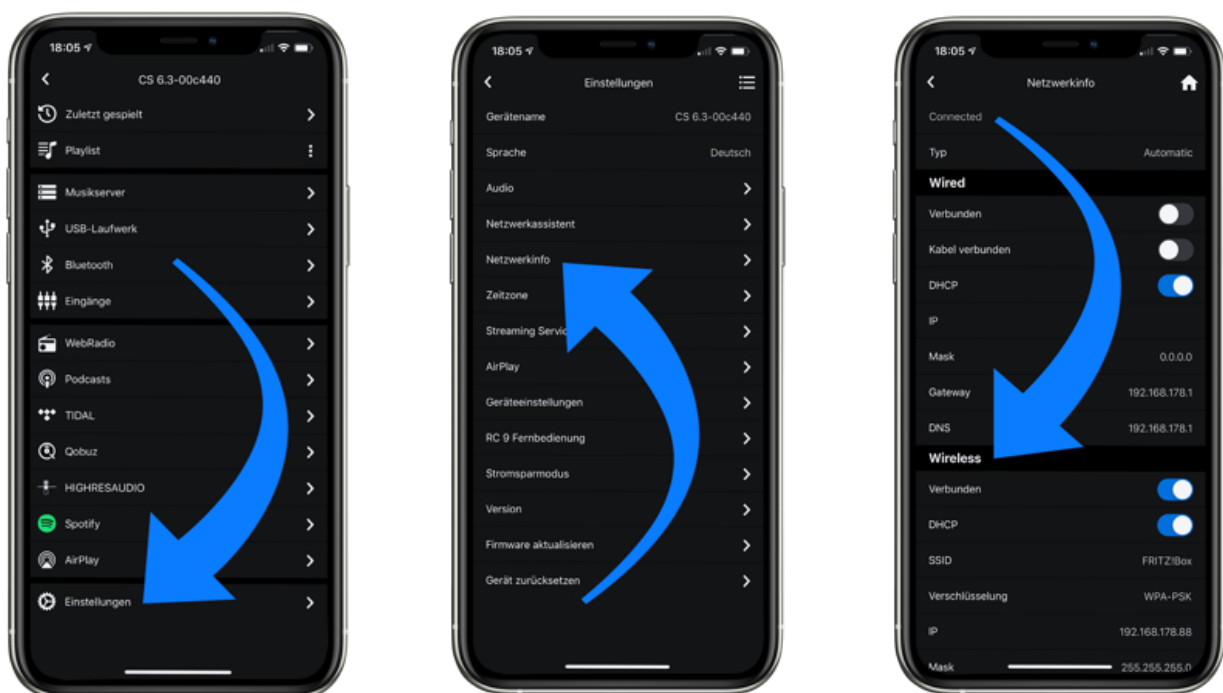 18:05
CS 6.3-00c440
Zuletzt gespielt
Playlist
Musikserver
USB-Laufwerk
Bluetooth
Eingänge
WebRadio
Podcasts
TIDAL
Qobuz
HIGHRESAUDIO
Spotify
AirPlay
Einstellungen
18:05
Einstellungen
Gerätename CS 6.3-00c440
Sprache Deutsch
Audio
Netzwerkassistent
Netzwerkinfo
Zeitzone
Streaming Servic
AirPlay
Geräteeinstellungen
RC 9 Fernbedienung
Stromsparmodus
Version
Firmware aktualisieren
Gerät zurücksetzen
18:05
Netzwerkinfo
Connected
Typ Automatic
Wired
Verbunden
Kabel verbunden
DHCP
IP
Mask 0.0.0.0
Gateway 192.168.178.1
DNS 192.168.178.1
Wireless
Verbunden
DHCP
SSID FRITZ!Box
Verschlüsselung WPA-PSK
IP 192.168.178.88
Mask 255.255.255.0